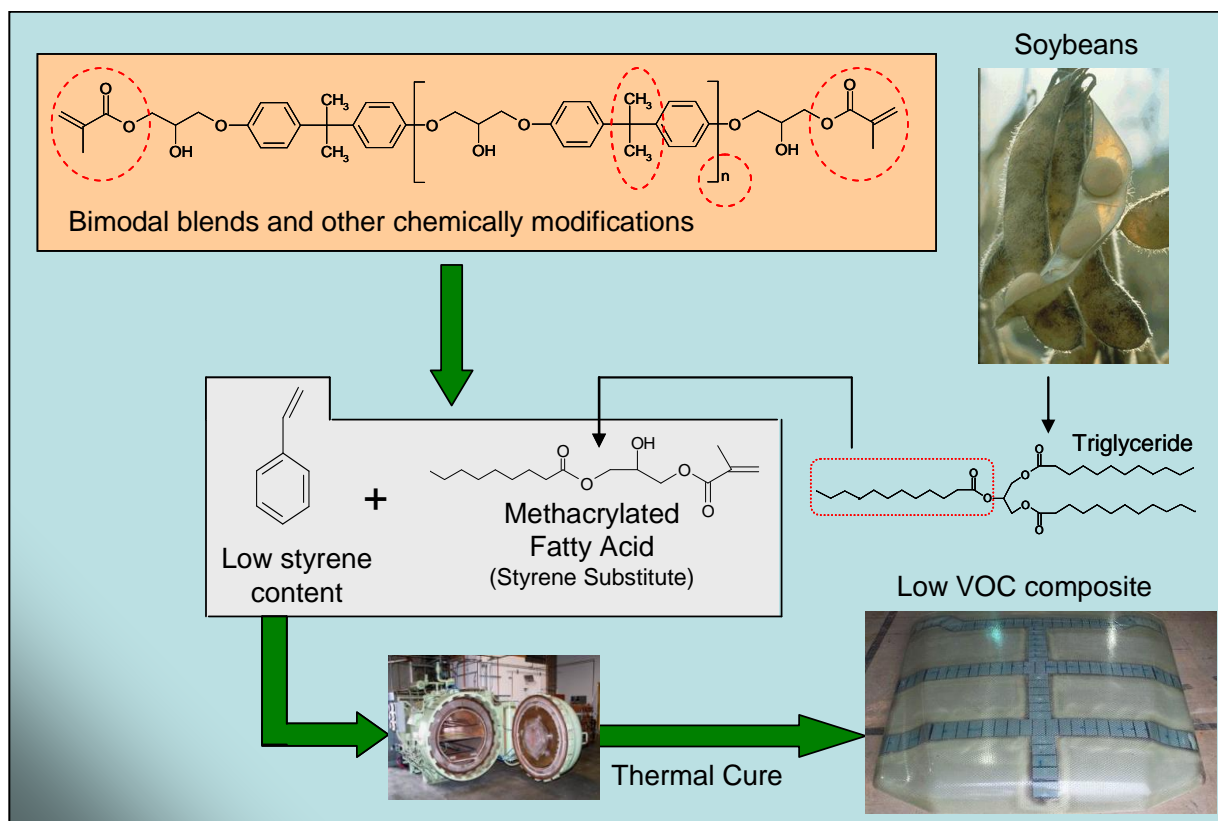 Soybeans
O
O
OH
O
CH₃
CH₃
O
OH
O
CH₃
CH₃
O
OH
O
O
n
Bimodal blends and other chemically modifications
Triglyceride
O
O
O
O
O
O
+
O
O
OH
O
O
Methacrylated
Fatty Acid
(Styrene Substitute)
Low styrene
content
Low VOC composite
Thermal Cure